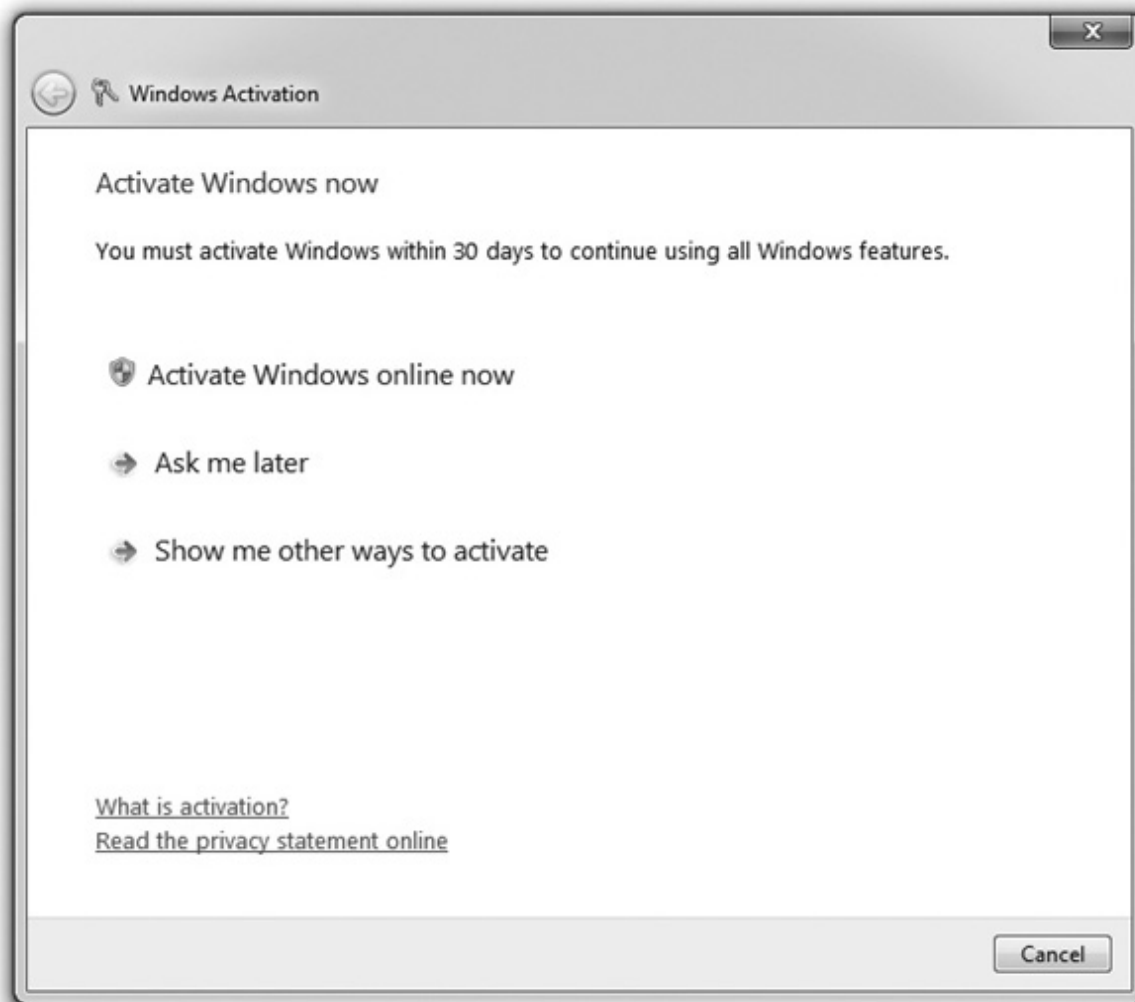 Windows Activation
Activate Windows now
You must activate Windows within 30 days to continue using all Windows features.
Activate Windows online now
Ask me later
Show me other ways to activate
What is activation?
Read the privacy statement online
Cancel